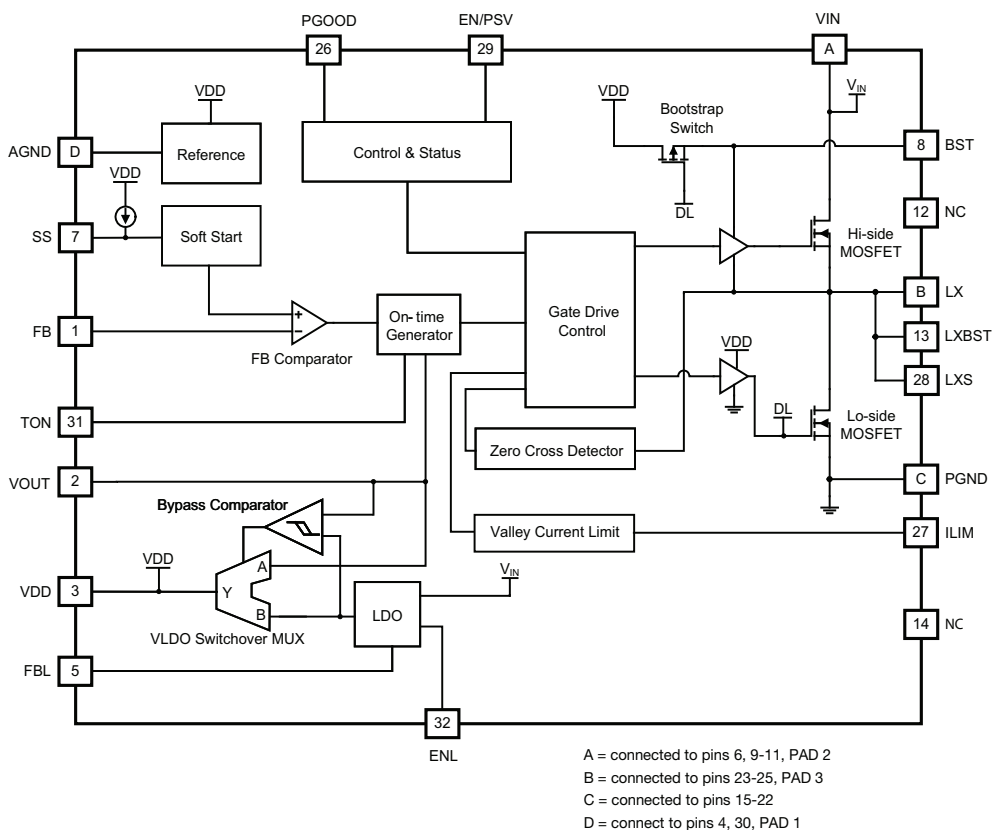 PGOOD
EN/PSV
VIN
26
29
A
VDD
VDD
Bootstrap
Switch
VIN
AGND
D
Reference
Control & Status
8
BST
VDD
DL
12
NC
SS
7
Soft Start
Hi-side
MOSFET
Gate Drive
Control
B
LX
FB
1
+
−
On-time
Generator
FB Comparator
13
LXBST
VDD
28
LXS
DL
Lo-side
MOSFET
TON
31
Zero Cross Detector
VOUT
2
C
PGND
Bypass Comparator
Valley Current Limit
27
ILIM
VDD
A
VIN
VDD
3
Y
B
LDO
14
NC
VLDO Switchover MUX
FBL
5
32
ENL
A = connected to pins 6, 9-11, PAD 2
B = connected to pins 23-25, PAD 3
C = connected to pins 15-22
D = connect to pins 4, 30, PAD 1